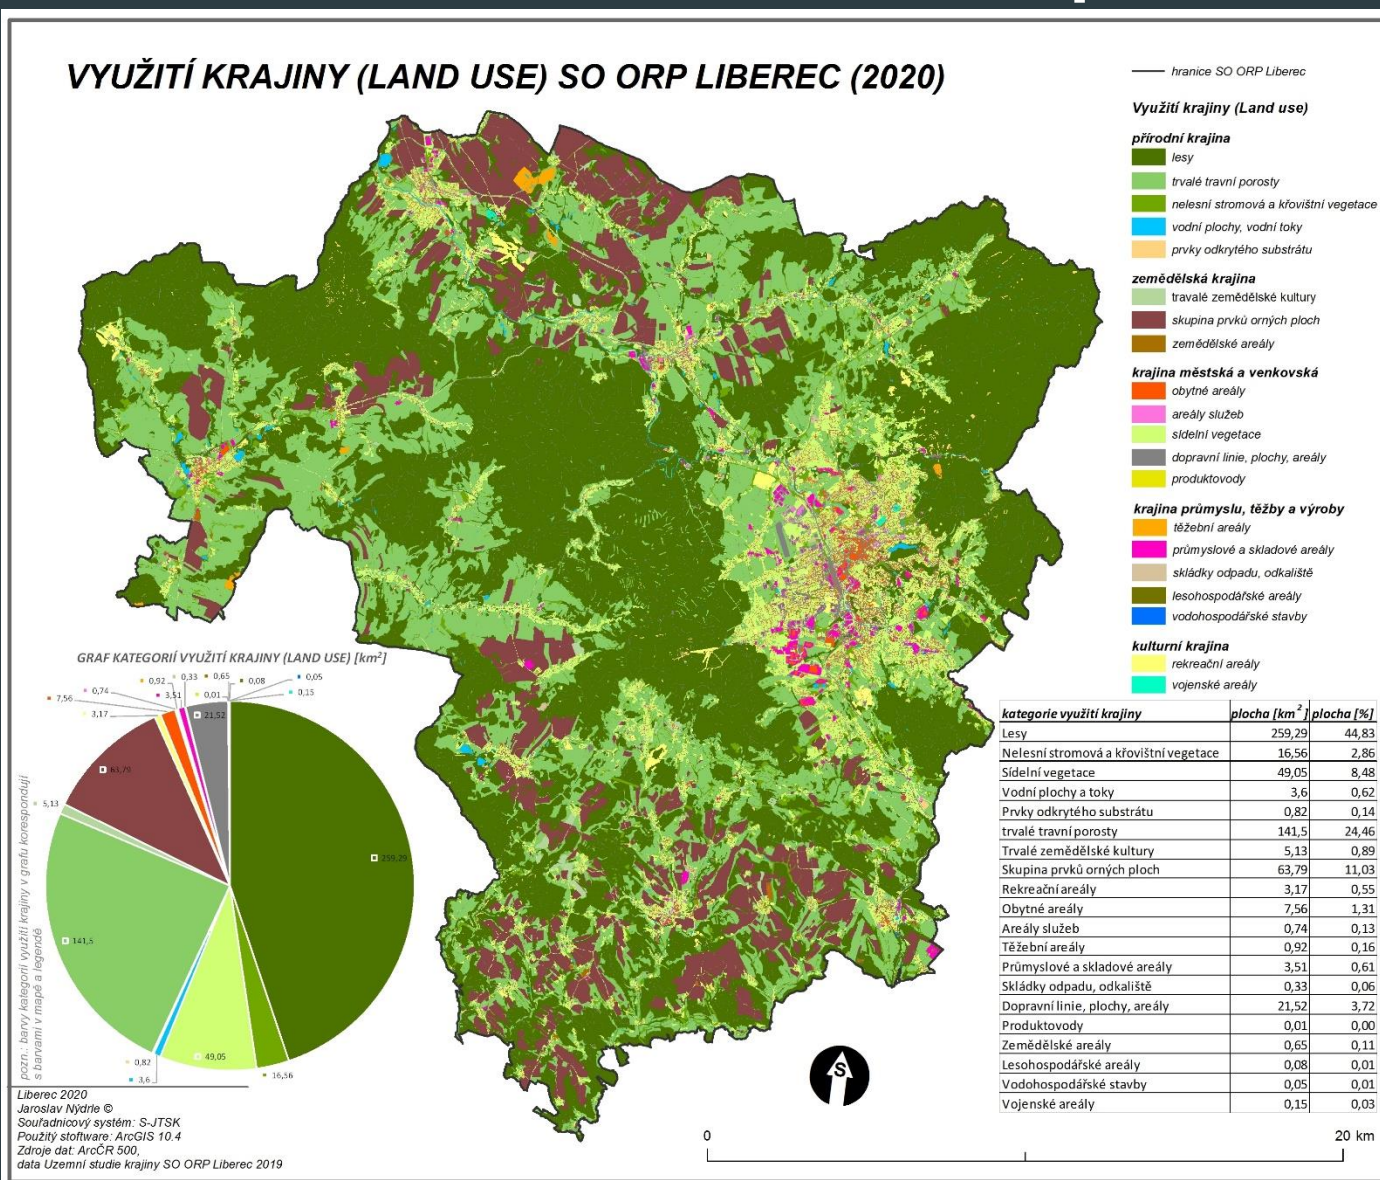 VYUŽITÍ KRAJINY (LAND USE) SO ORP LIBEREC (2020)
hranice SO ORP Liberec
Využití krajiny (Land use)
přírodní krajina
lesy
trvalé travní porosty
nelesní stromová a křovištní vegetace
vodní plochy, vodní toky
prvky odkrytého substrátu
zemědělská krajina
travalé zemědělské kultury
skupina prvků orných ploch
zemědělské areály
krajina městská a venkovská
obytné areály
areály služeb
sídelní vegetace
dopravní linie, plochy, areály
produktovody
krajina průmyslu, těžby a výroby
těžební areály
průmyslové a skladové areály
skládky odpadu, odkaliště
lesohospodářské areály
vodohospodářské stavby
kulturní krajina
rekreační areály
vojenské areály
GRAF KATEGORIÍ VYUŽITÍ KRAJINY (LAND USE) [km²]
0,92 0,33 0,65 0,08 0,05
7,56 0,74 3,51 0,01 0,15
3,17
21,52
63,79
5,13
259,29
141,5
49,05
0,82
3,6
16,56
pozn.: barvy kategorií využití krajiny v grafu korespondují
s barvami v mapě a legendě
kategorie využití krajiny plocha [km²] plocha [%]
Lesy 259,29 44,83
Nelesní stromová a křovištní vegetace 16,56 2,86
Sídelní vegetace 49,05 8,48
Vodní plochy a toky 3,6 0,62
Prvky odkrytého substrátu 0,82 0,14
trvalé travní porosty 141,5 24,46
Trvalé zemědělské kultury 5,13 0,89
Skupina prvků orných ploch 63,79 11,03
Rekreační areály 3,17 0,55
Obytné areály 7,56 1,31
Areály služeb 0,74 0,13
Těžební areály 0,92 0,16
Průmyslové a skladové areály 3,51 0,61
Skládky odpadu, odkaliště 0,33 0,06
Dopravní linie, plochy, areály 21,52 3,72
Produktovody 0,01 0,00
Zemědělské areály 0,65 0,11
Lesohospodářské areály 0,08 0,01
Vodohospodářské stavby 0,05 0,01
Vojenské areály 0,15 0,03
S
0 20 km
Liberec 2020
Jaroslav Nýdrle ©
Souřadnicový systém: S-JTSK
Použitý stoftware: ArcGIS 10.4
Zdroje dat: ArcČR 500,
data Uzemní studie krajiny SO ORP Liberec 2019